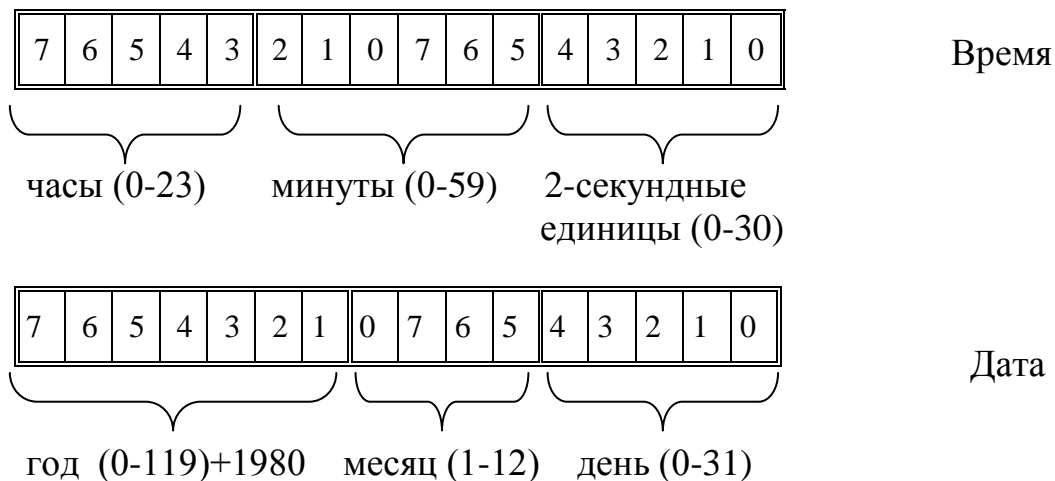 7 6 5 4 3 2 1 0 7 6 5 4 3 2 1 0 Время
часы (0-23) минуты (0-59) 2-секундные
единицы (0-30)
7 6 5 4 3 2 1 0 7 6 5 4 3 2 1 0
Дата
год (0-119)+1980 месяц (1-12) день (0-31)